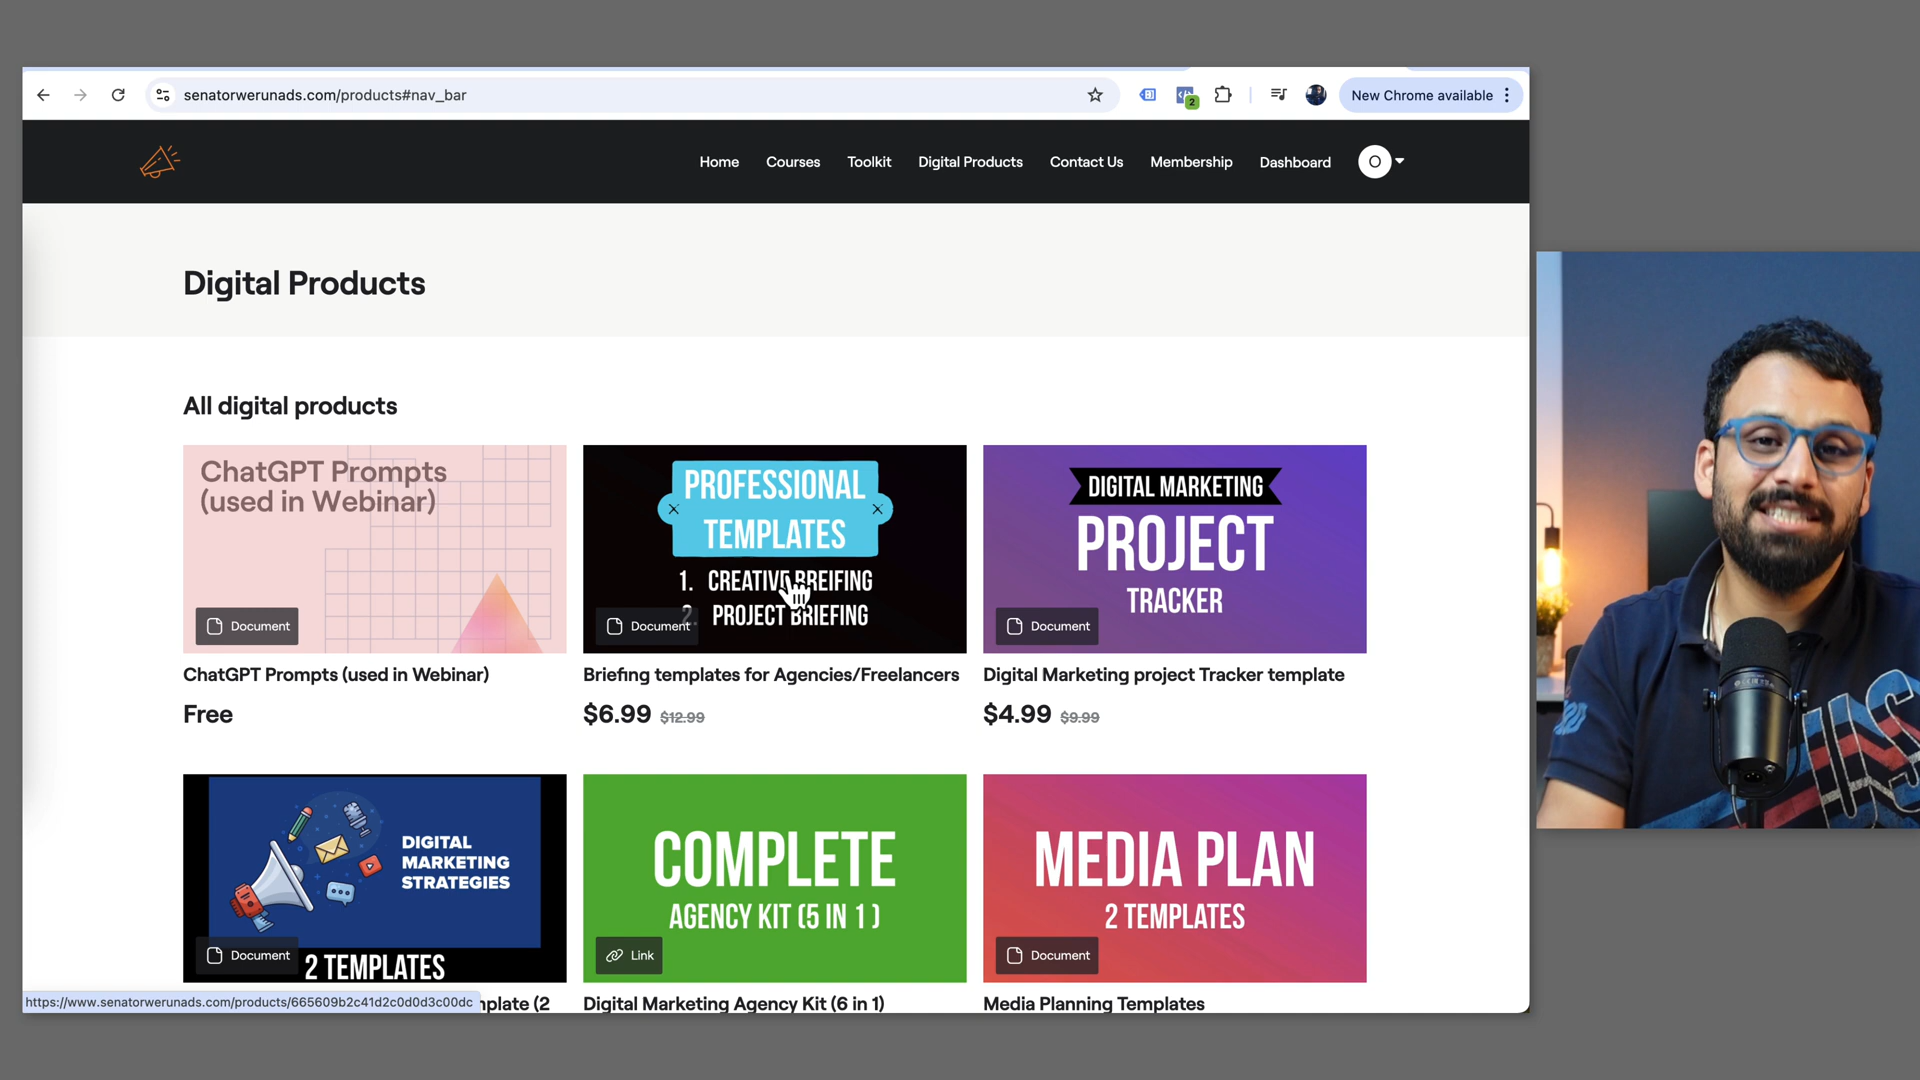 senatorwerunads.com/products#nav_bar
2
New Chrome available
Home
Courses
Toolkit
Digital Products
Contact Us
Membership
Dashboard
O
Digital Products
All digital products
ChatGPT Prompts
(used in Webinar)
Document
PROFESSIONAL
TEMPLATES
1. CREATIVE BREIFING
2. PROJECT BRIEFING
Document
DIGITAL MARKETING
PROJECT
TRACKER
Document
ChatGPT Prompts (used in Webinar)
Briefing templates for Agencies/Freelancers
Digital Marketing project Tracker template
Free
$6.99 $12.99
$4.99 $9.99
DIGITAL
MARKETING
STRATEGIES
Document
2 TEMPLATES
COMPLETE
AGENCY KIT (5 IN 1 )
Link
MEDIA PLAN
2 TEMPLATES
Document
https://www.senatorwerunads.com/products/665609b2c41d2c0d0d3c00dc
(2
Digital Marketing Agency Kit (6 in 1)
Media Planning Templates